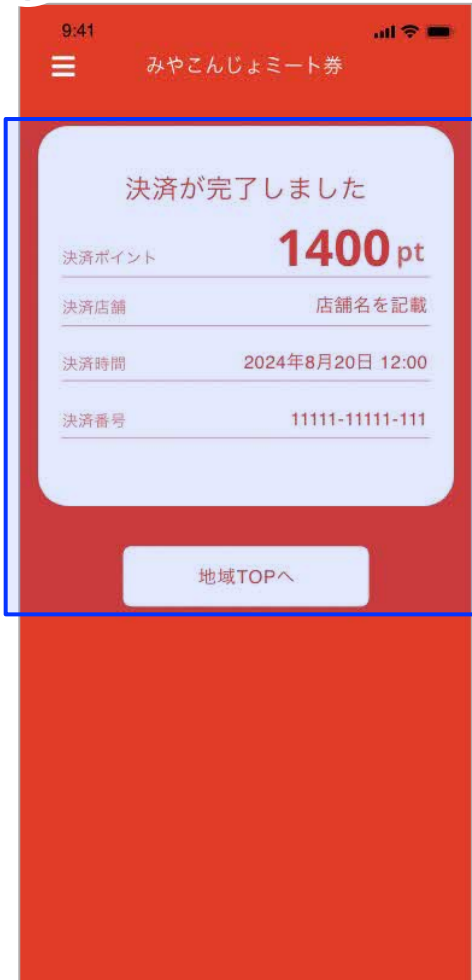 9:41
みやこんじょミート券
決済が完了しました
決済ポイント 1400 pt
決済店舗 店舗名を記載
決済時間 2024年8月20日 12:00
決済番号 11111-11111-111
地域TOPへ